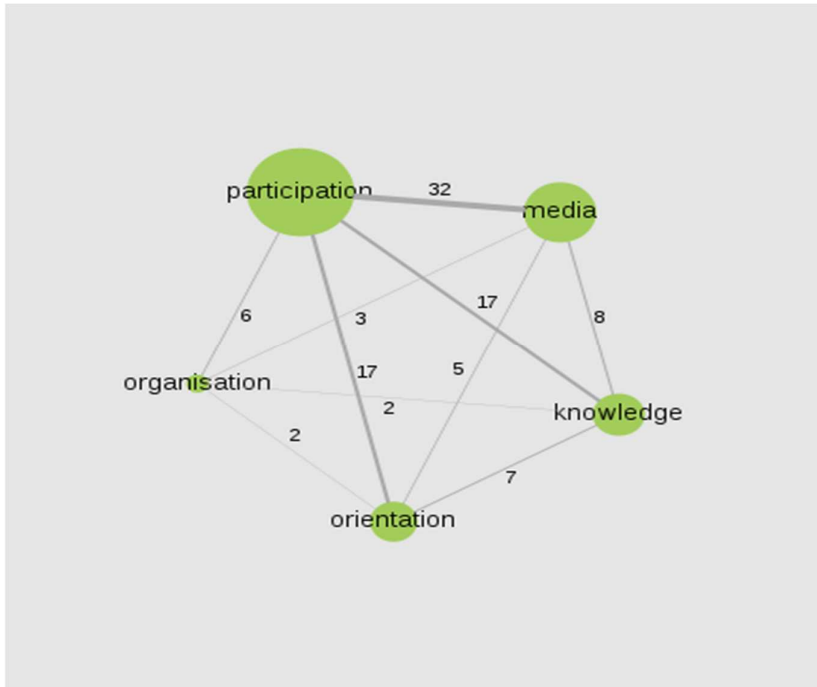 32
participation
media
17
6
3
8
17
5
organisation
2
knowledge
2
7
orientation